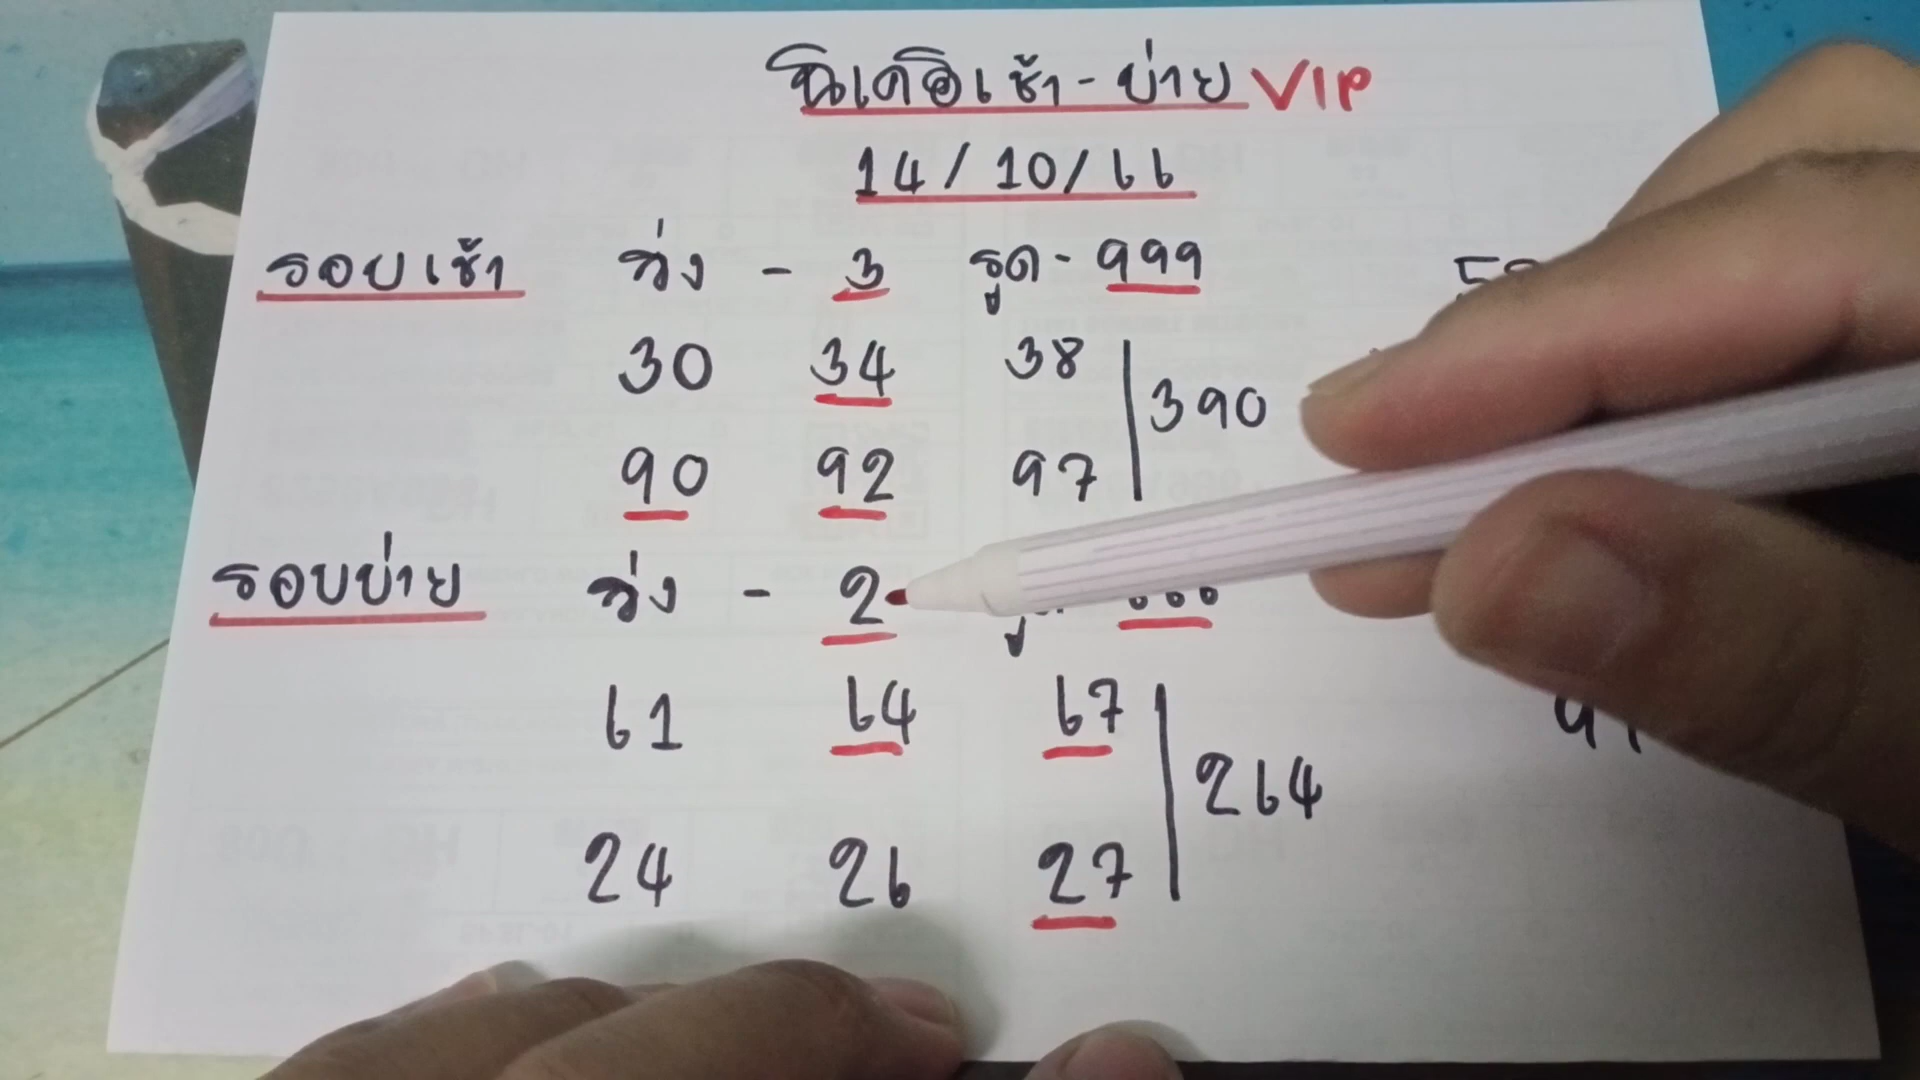 นิเคอิเช้า - บ่าย VIP
14 / 10 / 66
รอบเช้า วิ่ง - 3 รูด - 999
30 34 38
390
90 92 97
รอบบ่าย วิ่ง - 2 666
61 64 67
264
24 26 27